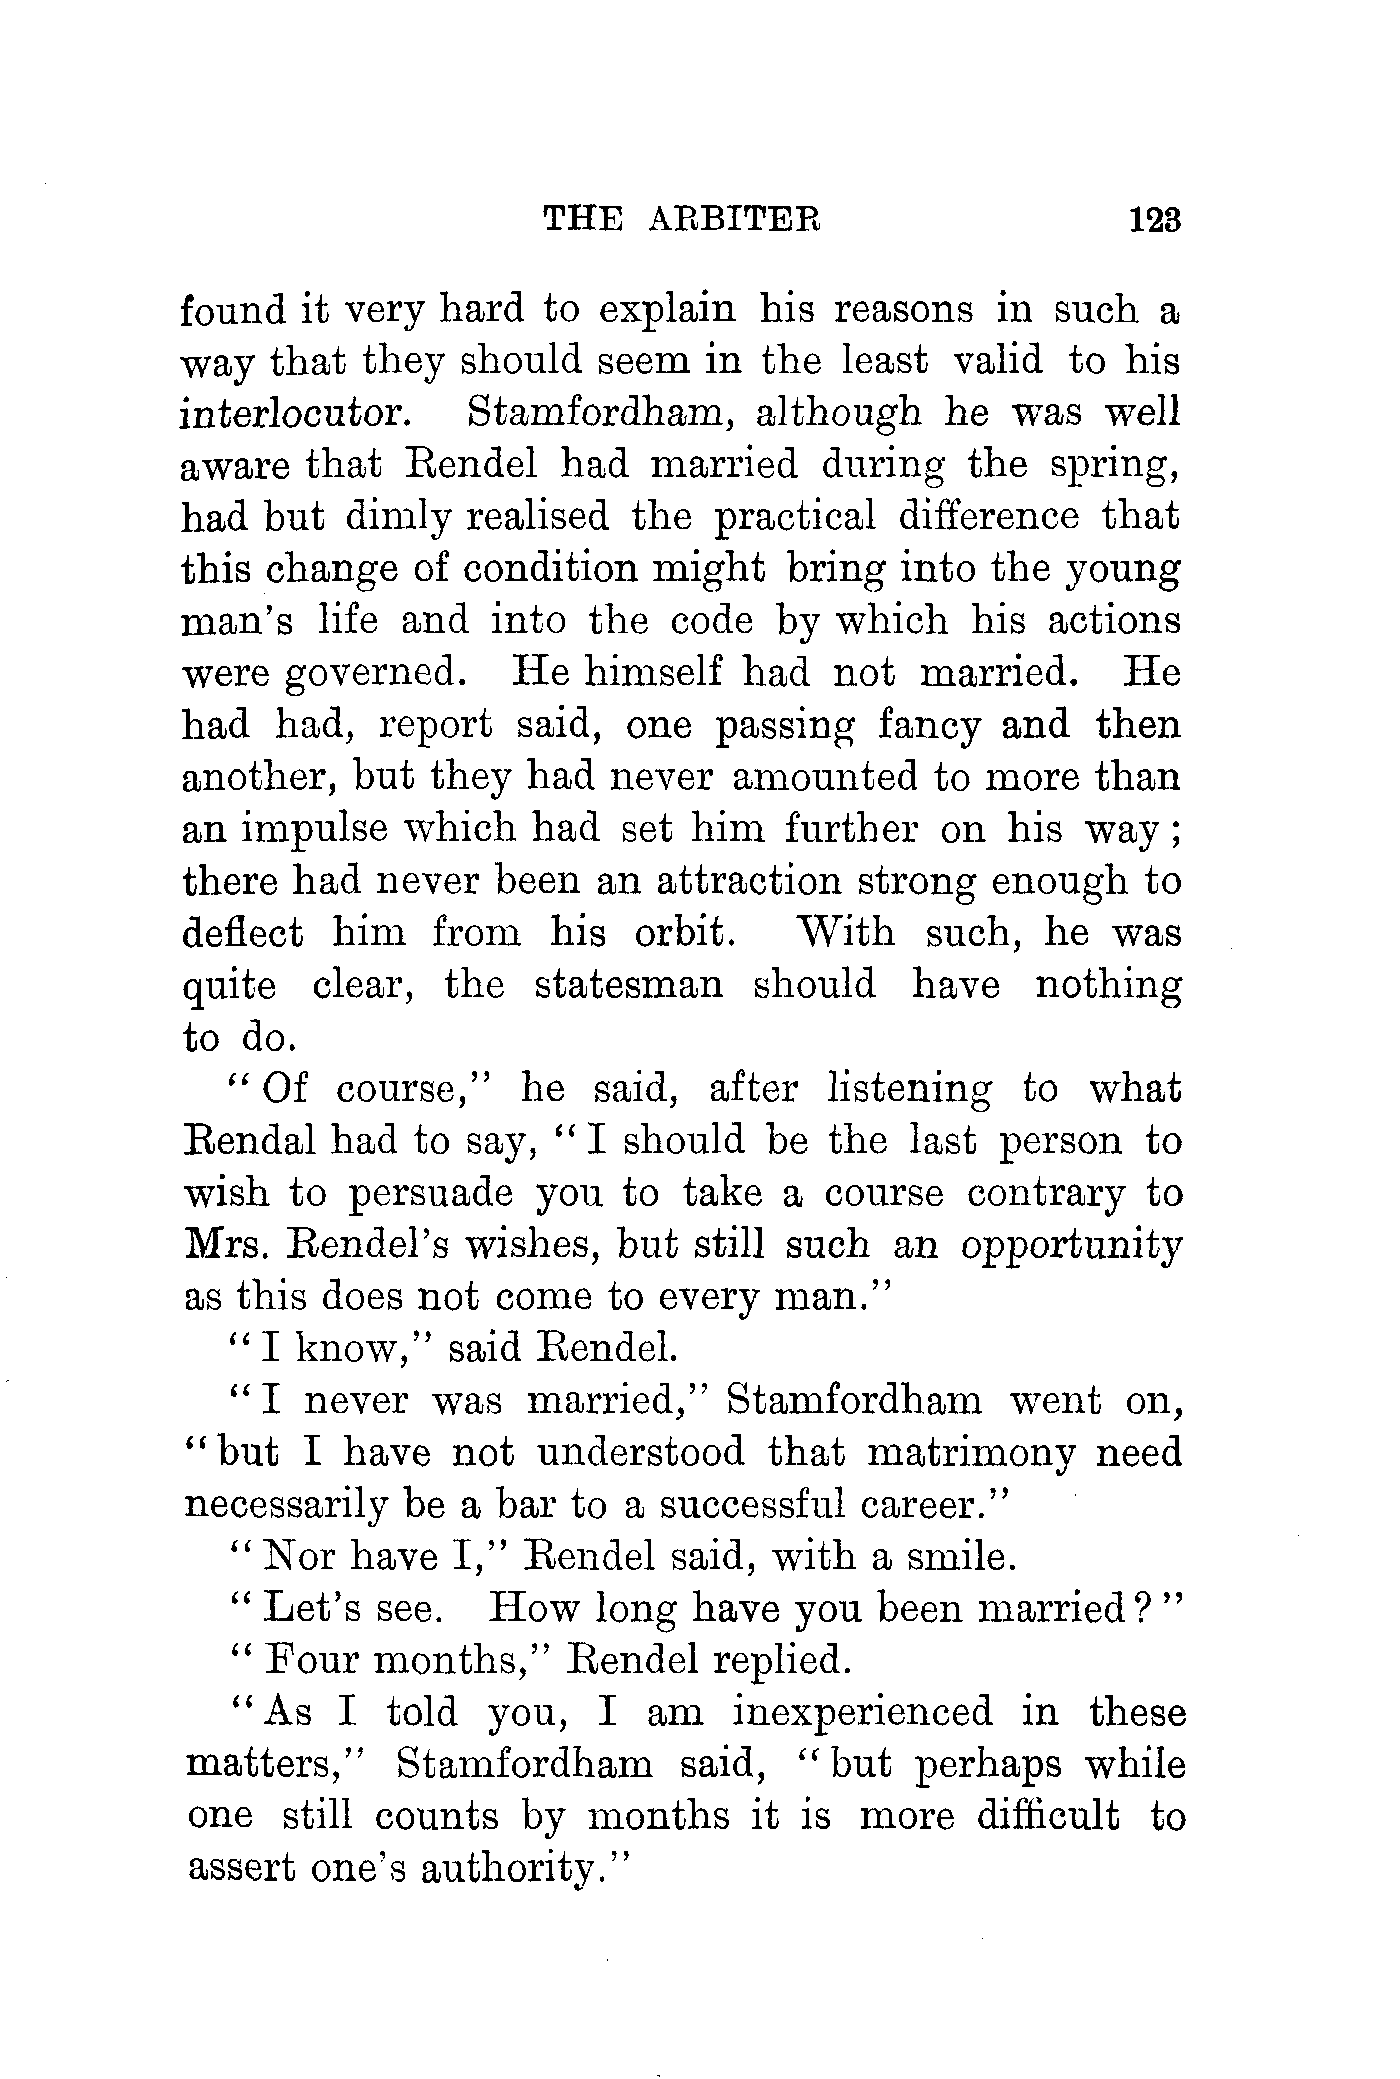 THE ARBITER 123
found it very hard to explain his reasons in such a
way that they should seem in the least valid to his
interlocutor. Stamfordham, although he was well
aware that Rendel had married during the spring,
had but dimly realised the practical difference that
this change of condition might bring into the young
man's life and into the code by which his actions
were governed. He himself had not married. He
had had, report said, one passing fancy and then
another, but they had never amounted to more than
an impulse which had set him further on his way ;
there had never been an attraction strong enough to
deflect him from his orbit. With such, he was
quite clear, the statesman should have nothing
to do.
“ Of course,” he said, after listening to what
Rendal had to say, “ I should be the last person to
wish to persuade you to take a course contrary to
Mrs. Rendel's wishes, but still such an opportunity
as this does not come to every man.”
“ I know,” said Rendel.
“ I never was married,” Stamfordham went on,
“ but I have not understood that matrimony need
necessarily be a bar to a successful career.”
“ Nor have I,” Rendel said, with a smile.
“ Let's see. How long have you been married ? ”
“ Four months,” Rendel replied.
“ As I told you, I am inexperienced in these
matters,” Stamfordham said, “ but perhaps while
one still counts by months it is more difficult to
assert one's authority.”